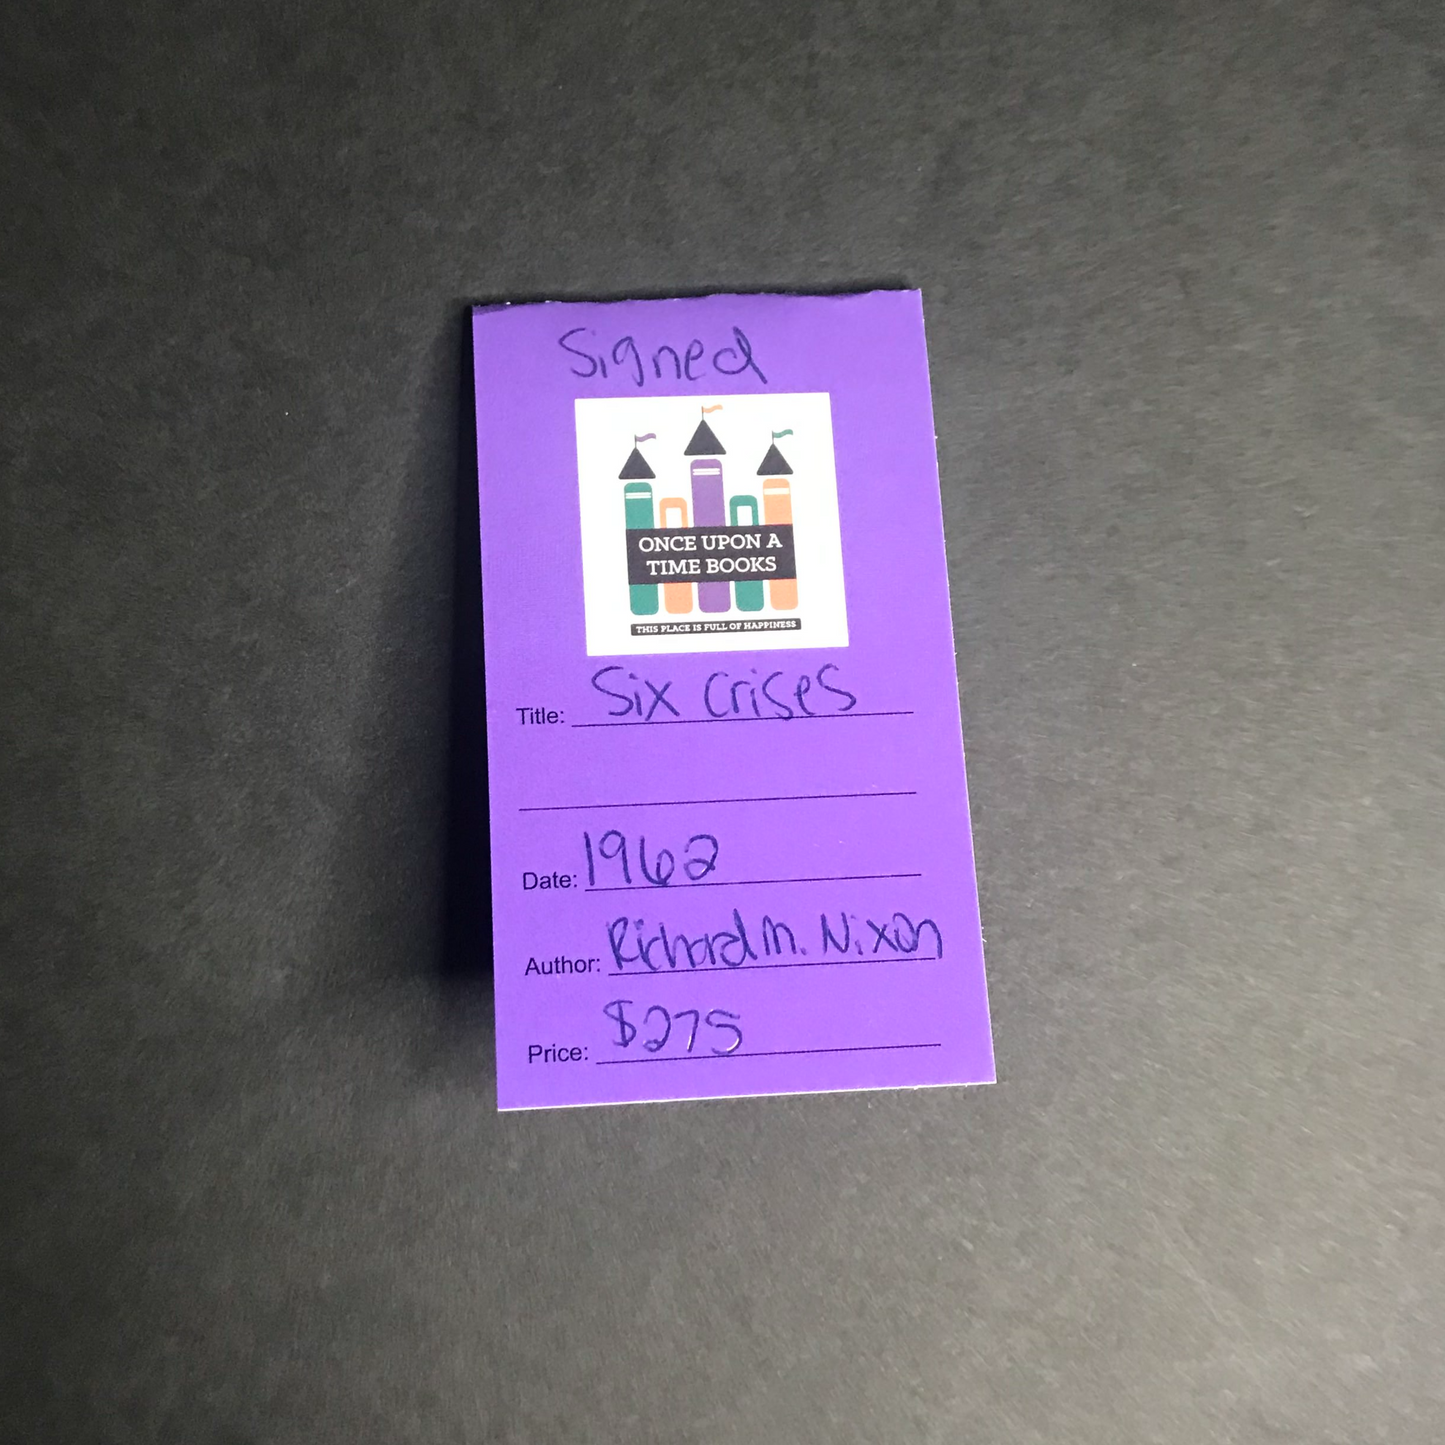 Signed
ONCE UPON A
TIME BOOKS
THIS PLACE IS FULL OF HAPPINESS
Title: Six Crises
Date: 1962
Author: Richard M. Nixon
Price: $275